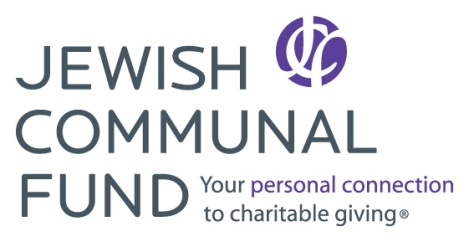 JEWISH
COMMUNAL
FUND
Your personal connection
to charitable giving®